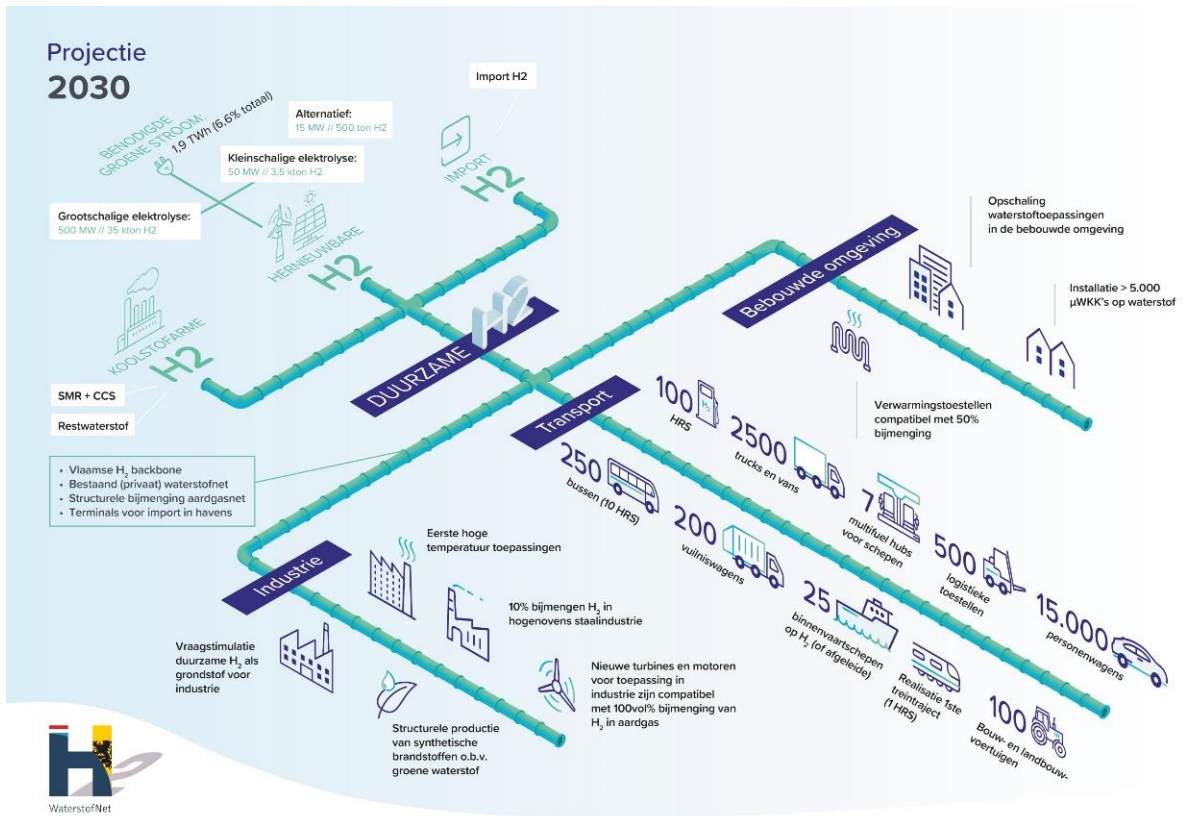 Projectie
2030
BENODIGDE
GROENE STROOM:
1,9 TWh (6,6% totaal)
Alternatief:
15 MW // 500 ton H2
Kleinschalige elektrolyse:
50 MW // 3,5 kton H2
Grootschalige elektrolyse:
500 MW // 35 kton H2
HERNIEUWBARE
H2
Import H2
IMPORT
H2
KOOLSTOFARME
H2
SMR + CCS
Restwaterstof
DUURZAME H2
• Vlaamse H₂ backbone
• Bestaand (privaat) waterstofnet
• Structurele bijmenging aardgasnet
• Terminals voor import in havens
Bebouwde omgeving
Opschaling
waterstoftoepassingen
in de bebouwde omgeving
Installatie > 5.000
µWKK's op waterstof
Verwarmingstoestellen
compatibel met 50%
bijmenging
Transport
100
HRS
H₂
2500
trucks en vans
7
multifuel hubs
voor schepen
500
logistieke
toestellen
15.000
personenwagens
250
bussen (10 HRS)
200
vuilniswagens
25
binnenvaartschepen
op H₂ (of afgeleide)
Realisatie 1ste
treintraject
(1 HRS)
100
Bouw- en landbouw-
voertuigen
Industrie
Eerste hoge
temperatuur toepassingen
10% bijmengen H₂ in
hogenovens staalindustrie
Vraagstimulatie
duurzame H₂ als
grondstof voor
industrie
Nieuwe turbines en motoren
voor toepassing in
industrie zijn compatibel
met 100vol% bijmenging van
H₂ in aardgas
Structurele productie
van synthetische
brandstoffen o.b.v.
groene waterstof
WaterstofNet